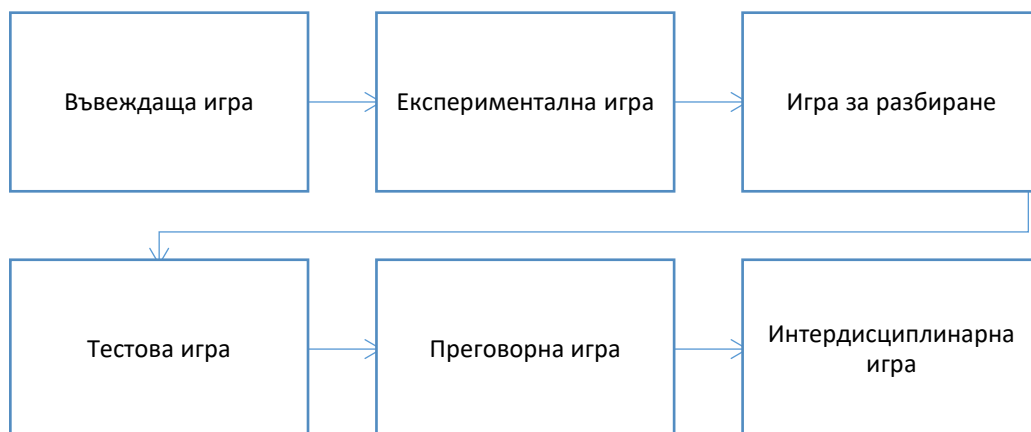 Въвеждаща игра
Експериментална игра
Игра за разбиране
Тестова игра
Преговорна игра
Интердисциплинарна
игра